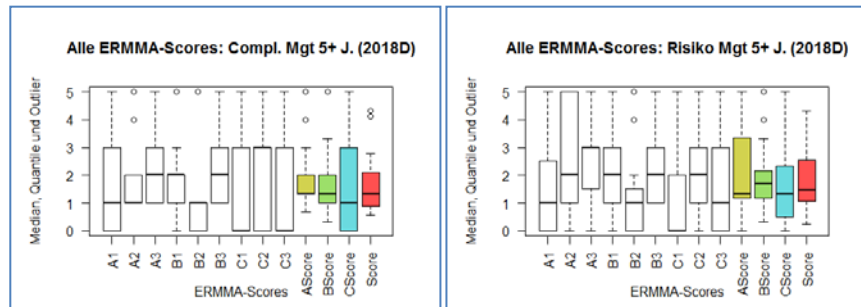 Alle ERMMA-Scores: Compl. Mgt 5+ J. (2018D)
Median, Quantile und Outlier
5
4
3
2
1
0
A1 A2 A3 B1 B2 B3 C1 C2 C3 AScore BScore CScore Score
ERMMA-Scores
Alle ERMMA-Scores: Risiko Mgt 5+ J. (2018D)
Median, Quantile und Outlier
5
4
3
2
1
0
A1 A2 A3 B1 B2 B3 C1 C2 C3 AScore BScore CScore Score
ERMMA-Scores